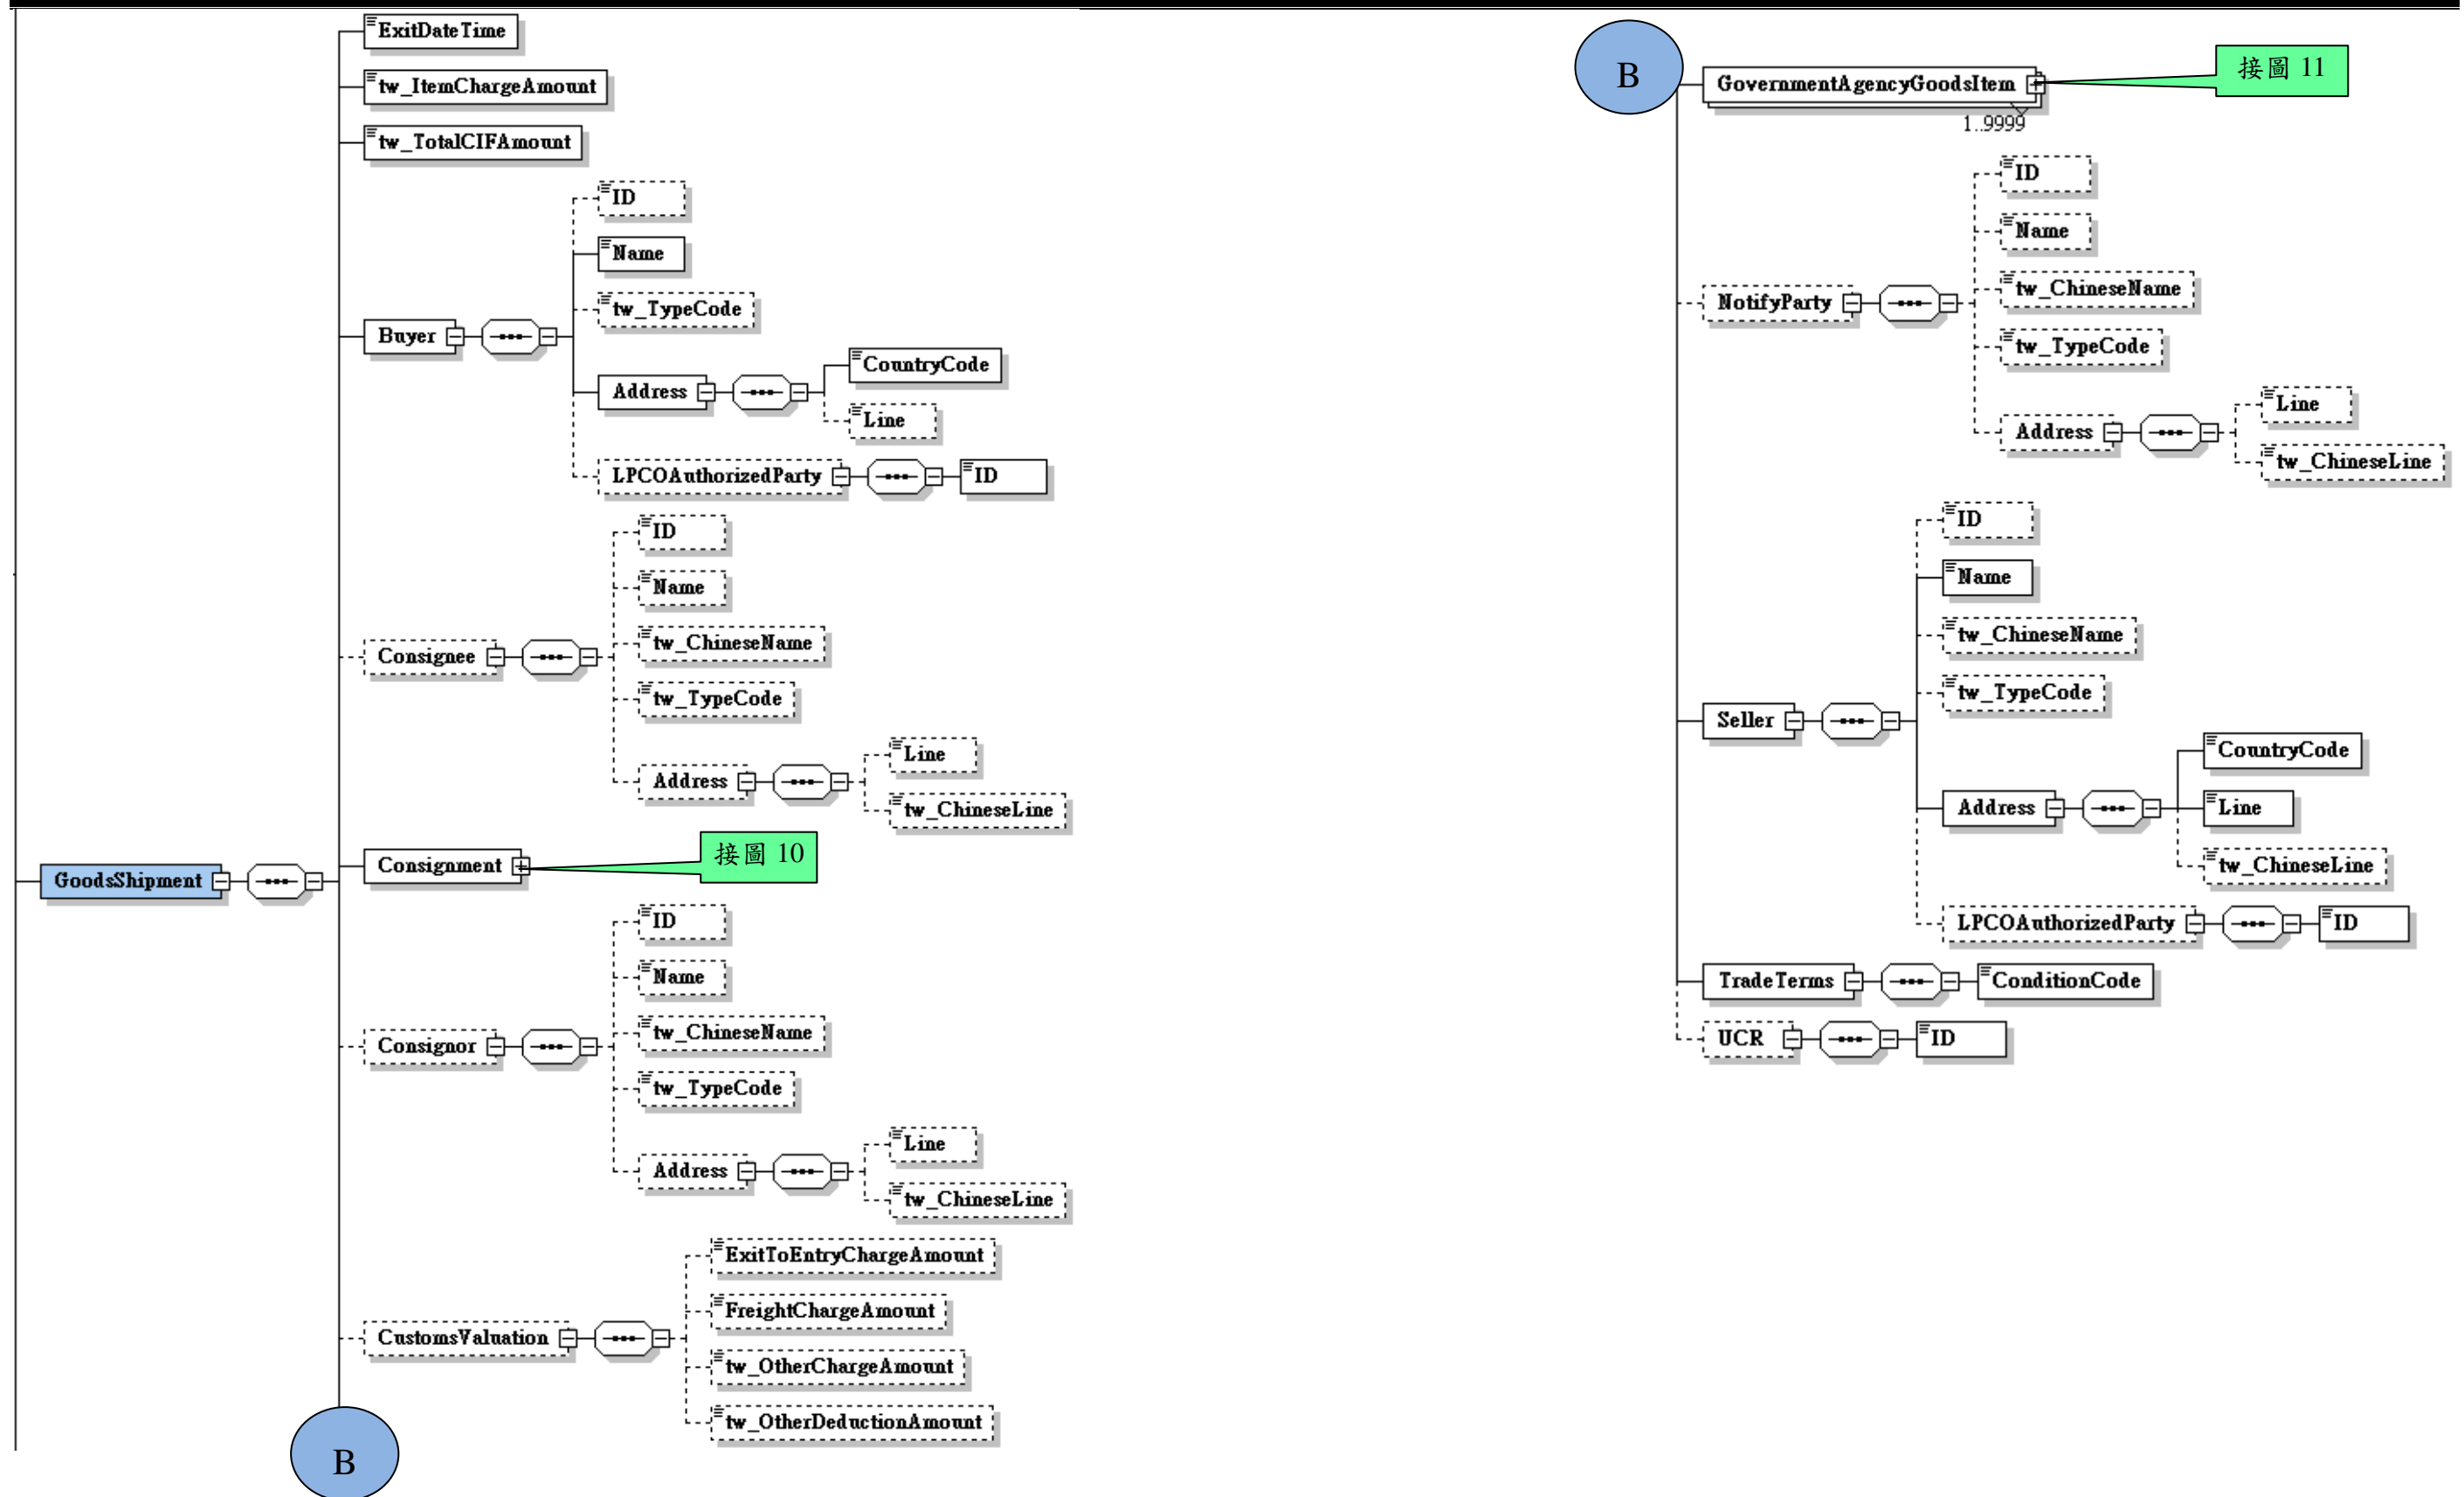 ExitDateTime
tw_ItemChargeAmount
tw_TotalCIFAmount
Buyer
ID
Name
tw_TypeCode
Address
CountryCode
Line
LPCOAuthorizedParty
ID
Consignee
ID
Name
tw_ChineseName
tw_TypeCode
Address
Line
tw_ChineseLine
GoodsShipment
Consignment
接圖 10
Consignor
ID
Name
tw_ChineseName
tw_TypeCode
Address
Line
tw_ChineseLine
CustomsValuation
ExitToEntryChargeAmount
FreightChargeAmount
tw_OtherChargeAmount
tw_OtherDeductionAmount
B
B
GovernmentAgencyGoodsItem
1..9999
接圖 11
NotifyParty
ID
Name
tw_ChineseName
tw_TypeCode
Address
Line
tw_ChineseLine
Seller
ID
Name
tw_ChineseName
tw_TypeCode
Address
CountryCode
Line
tw_ChineseLine
LPCOAuthorizedParty
ID
TradeTerms
ConditionCode
UCR
ID